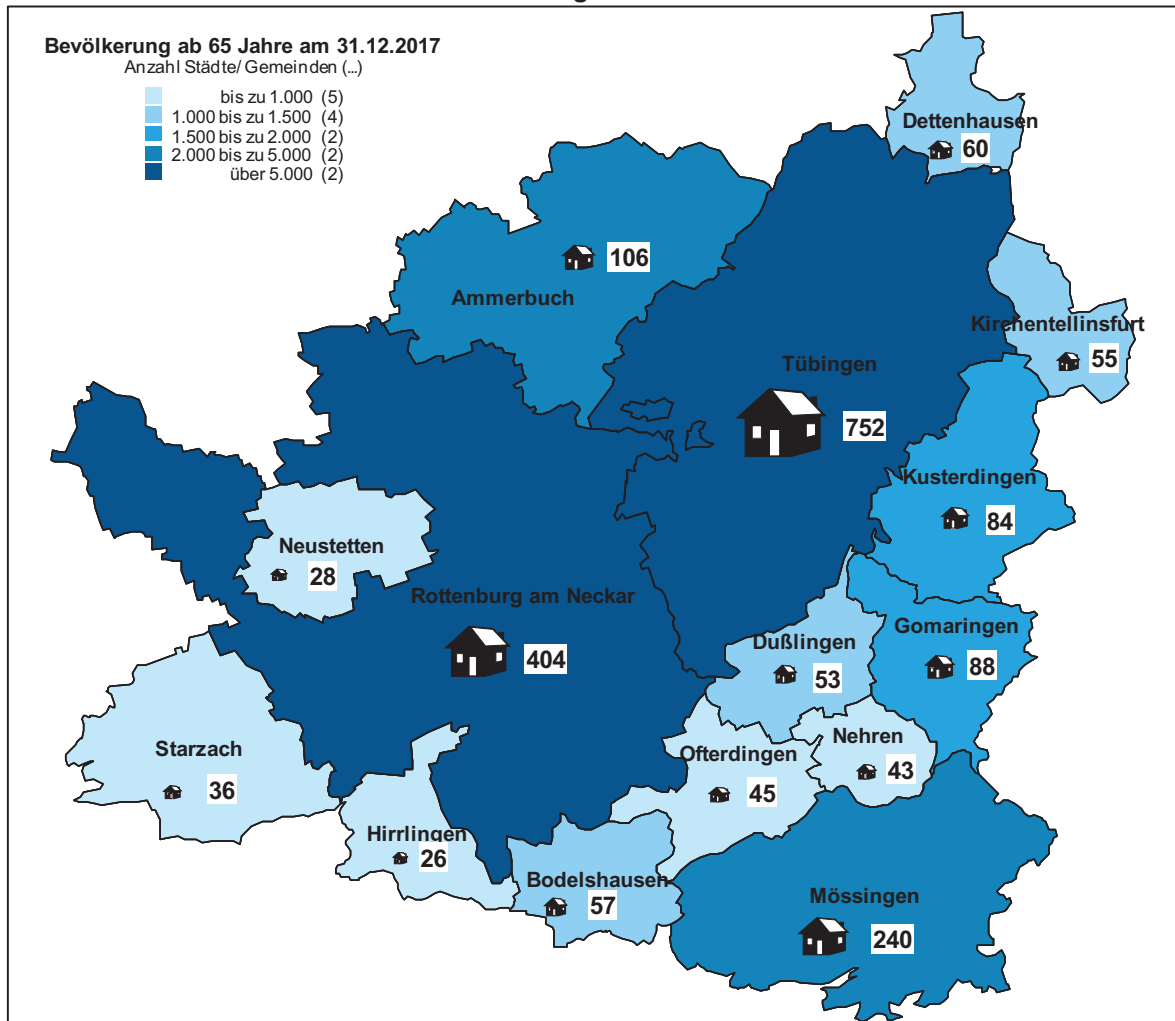 Bevölkerung ab 65 Jahre am 31.12.2017
Anzahl Städte/ Gemeinden (...)
bis zu 1.000 (5)
1.000 bis zu 1.500 (4)
1.500 bis zu 2.000 (2)
2.000 bis zu 5.000 (2)
über 5.000 (2)
Dettenhausen
60
106
Ammerbuch
Kirchentellinsfurt
55
Tübingen
752
Kusterdingen
84
Neustetten
28
Rottenburg am Neckar
404
Dußlingen
53
Gomaringen
88
Starzach
36
Ofterdingen
45
Nehren
43
Hirrlingen
26
Bodelshausen
57
Mössingen
240